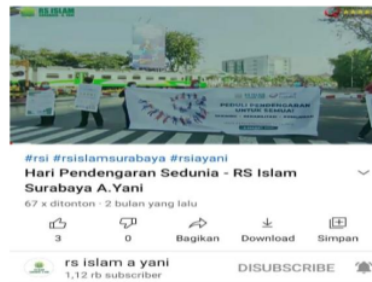 RS ISLAM
PEDULI PENDENGARAN
UNTUK SEMUA!
#rsi #rsislamsurabaya #rsiayani
Hari Pendengaran Sedunia - RS Islam
Surabaya A.Yani
67 x ditonton · 2 bulan yang lalu
3 0 Bagikan Download Simpan
rs islam a yani
1,12 rb subscriber
DISUBSCRIBE